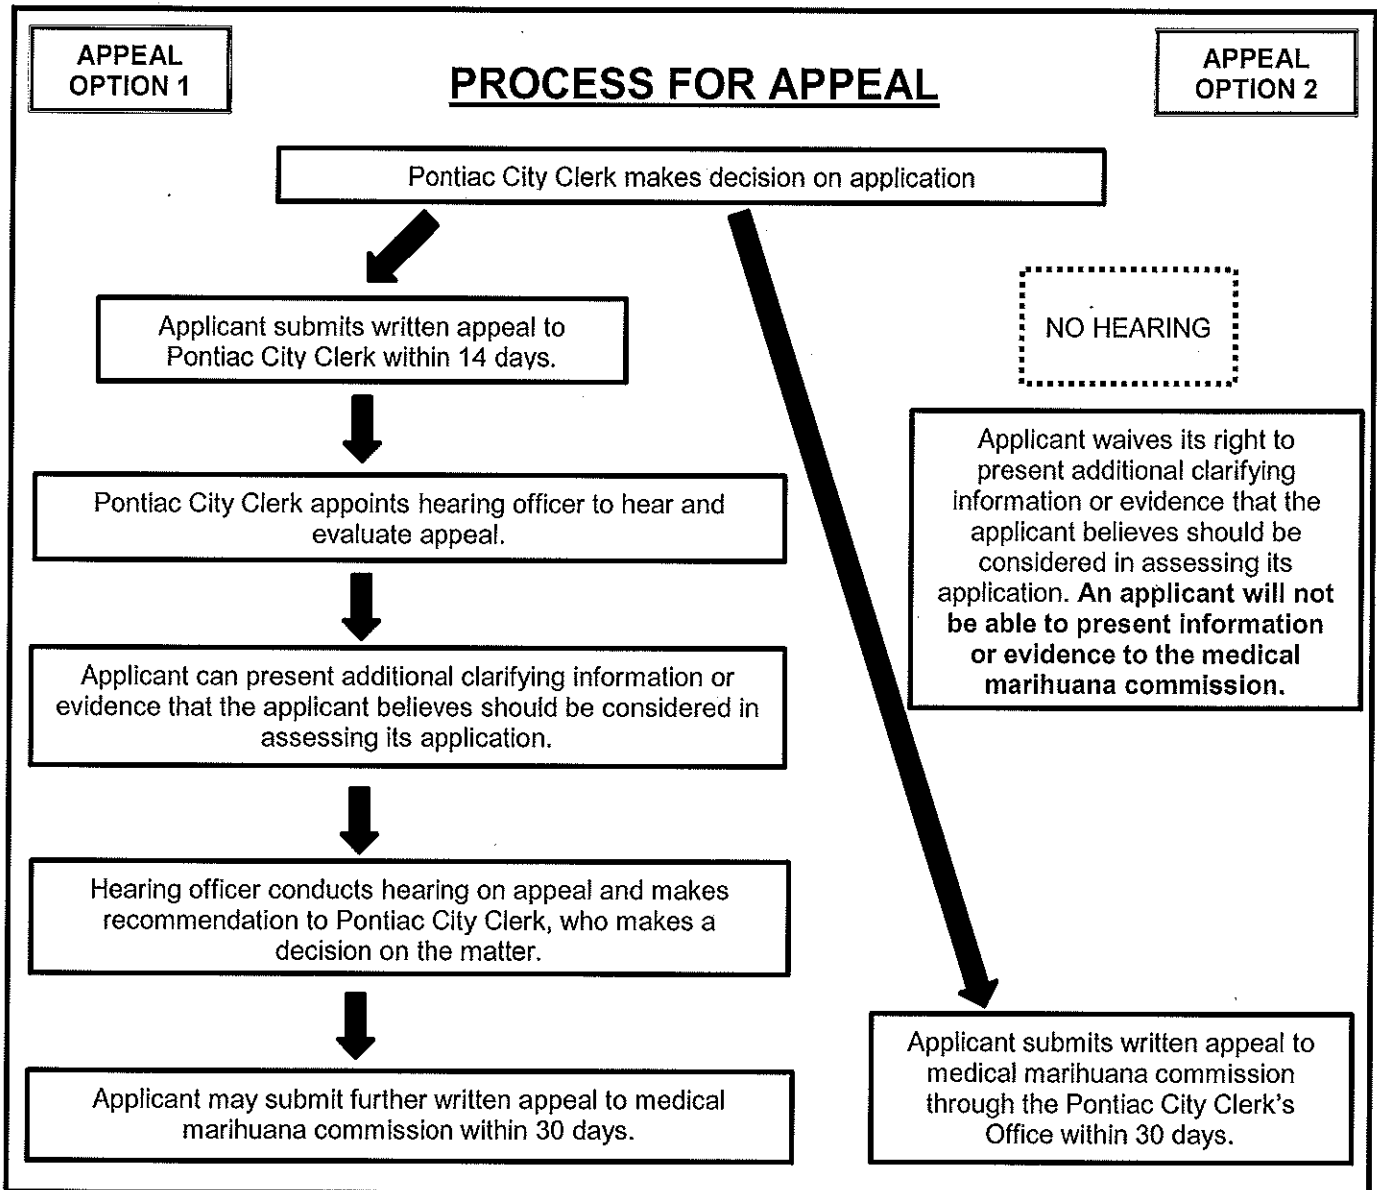 APPEAL
OPTION 1
PROCESS FOR APPEAL
APPEAL
OPTION 2
Pontiac City Clerk makes decision on application
Applicant submits written appeal to
Pontiac City Clerk within 14 days.
Pontiac City Clerk appoints hearing officer to hear and
evaluate appeal.
Applicant can present additional clarifying information or
evidence that the applicant believes should be considered in
assessing its application.
Hearing officer conducts hearing on appeal and makes
recommendation to Pontiac City Clerk, who makes a
decision on the matter.
Applicant may submit further written appeal to medical
marihuana commission within 30 days.
NO HEARING
Applicant waives its right to
present additional clarifying
information or evidence that the
applicant believes should be
considered in assessing its
application. An applicant will not
be able to present information
or evidence to the medical
marihuana commission.
Applicant submits written appeal to
medical marihuana commission
through the Pontiac City Clerk's
Office within 30 days.